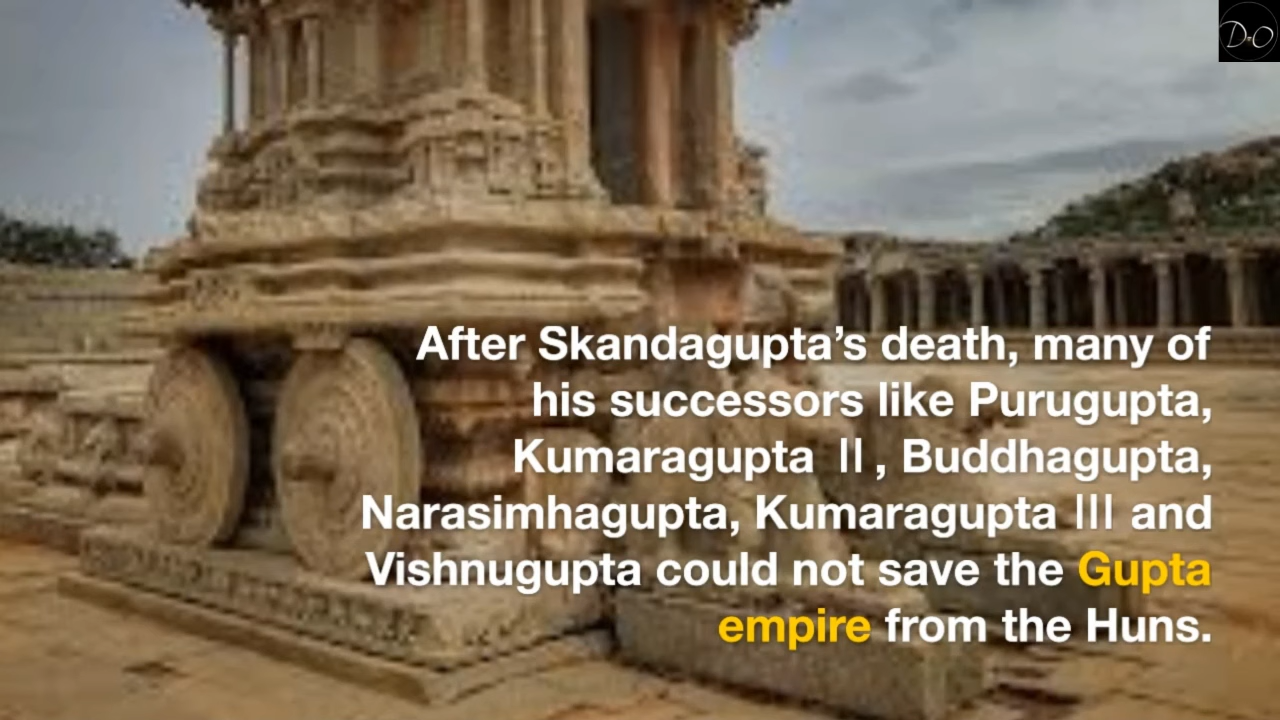 D2O
After Skandagupta’s death, many of
his successors like Purugupta,
Kumaragupta II , Buddhagupta,
Narasimhagupta, Kumaragupta III and
Vishnugupta could not save the Gupta
empire from the Huns.